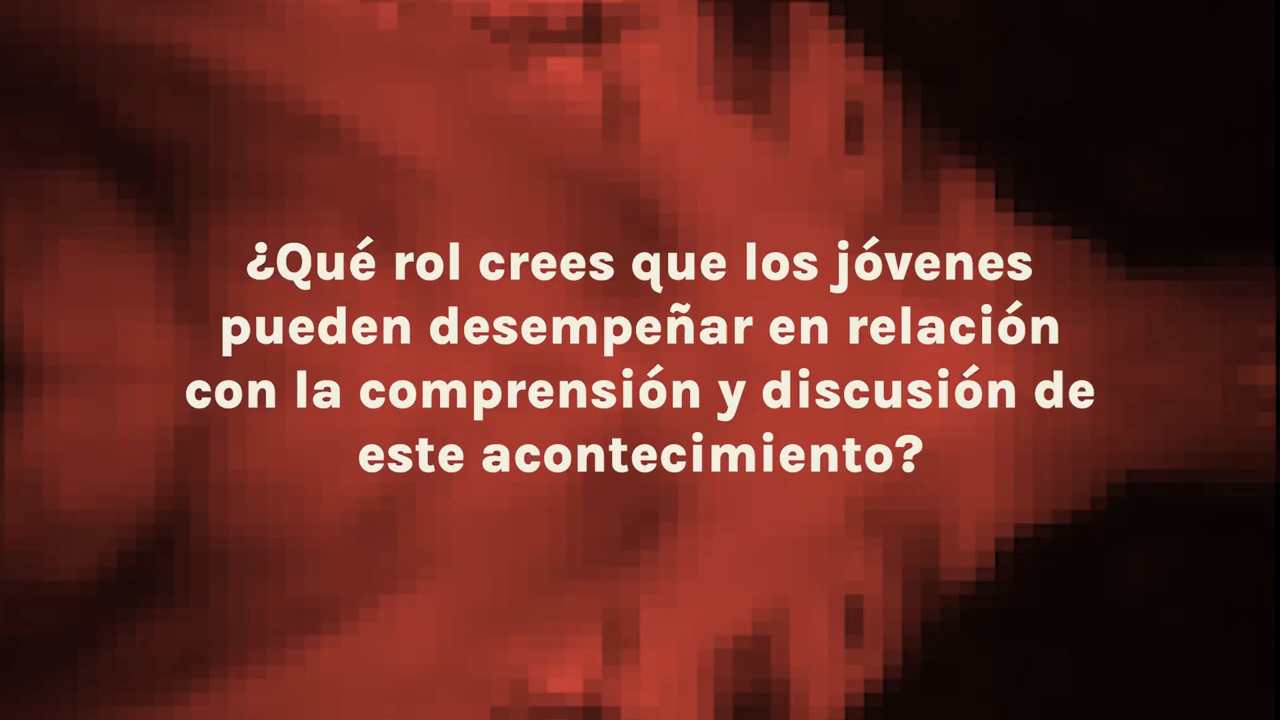 ¿Qué rol crees que los jóvenes
pueden desempeñar en relación
con la comprensión y discusión de
este acontecimiento?